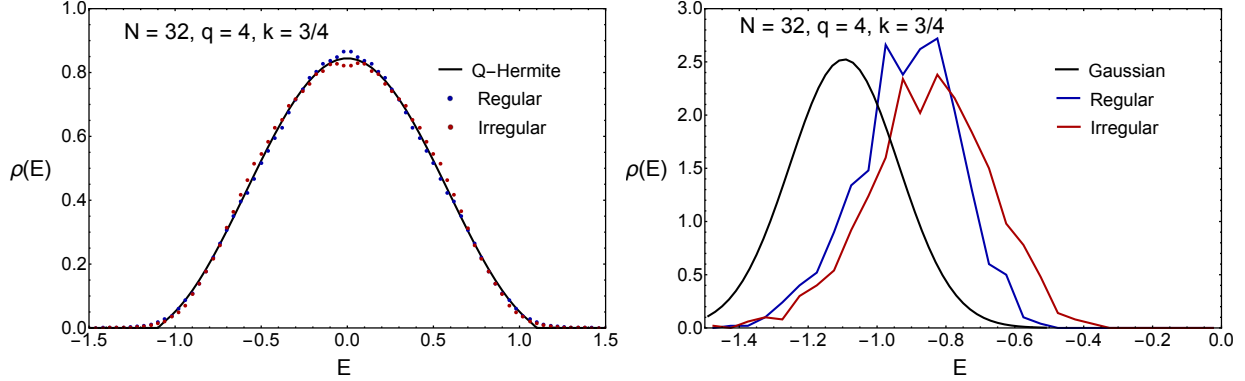 N = 32, q = 4, k = 3/4
Q−Hermite
Regular
Irregular
ρ(E)
1.0
0.8
0.6
0.4
0.2
0.0
−1.5
−1.0
−0.5
0.0
0.5
1.0
1.5
E
N = 32, q = 4, k = 3/4
Gaussian
Regular
Irregular
ρ(E)
3.0
2.5
2.0
1.5
1.0
0.5
0.0
−1.4
−1.2
−1.0
−0.8
−0.6
−0.4
−0.2
0.0
E